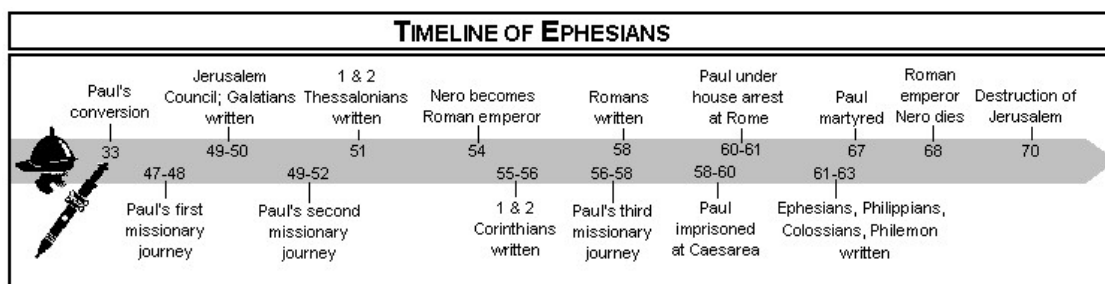 TIMELINE OF EPHESIANS
Paul's
conversion
33
Jerusalem
Council; Galatians
written
49-50
1 & 2
Thessalonians
written
51
Nero becomes
Roman emperor
54
Romans
written
58
Paul under
house arrest
at Rome
60-61
Paul
martyred
67
Roman
emperor
Nero dies
68
Destruction of
Jerusalem
70
47-48
Paul's first
missionary
journey
49-52
Paul's second
missionary
journey
55-56
1 & 2
Corinthians
written
56-58
Paul's third
missionary
journey
58-60
Paul
imprisoned
at Caesarea
61-63
Ephesians, Philippians,
Colossians, Philemon
written